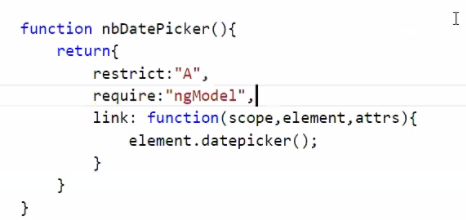 function nbDatePicker(){
return{
restrict:"A",
require:"ngModel",
link: function(scope,element,attrs){
element.datepicker();
}
}
}